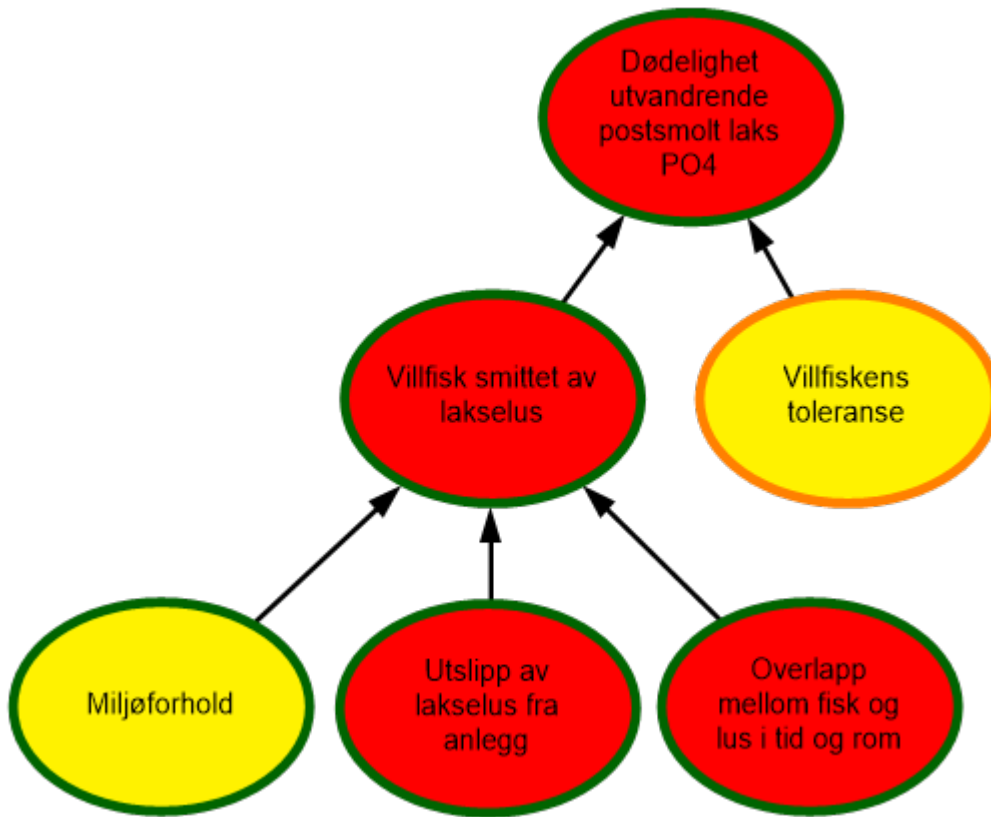 Dødelighet
utvandrende
postsmolt laks
PO4
Villfisk smittet av
lakselus
Villfiskens
toleranse
Miljøforhold
Utslipp av
lakselus fra
anlegg
Overlapp
mellom fisk og
lus i tid og rom